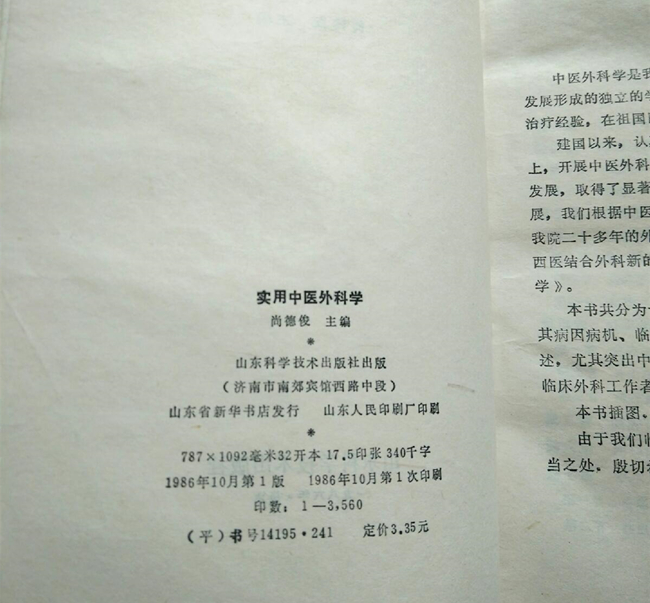 实用中医外科学
尚德俊 主编
山东科学技术出版社出版
（济南市南郊宾馆西路中段）
山东省新华书店发行 山东人民印刷厂印刷
787×1092毫米32开本 17.5印张 340千字
1986年10月第1版 1986年10月第1次印刷
印数：1—3,560
（平）书号14195·241 定价3.35元
中医外科学是我
发展形成的独立的学
治疗经验，在祖国
建国以来，认
上，开展中医外科
发展，取得了显著
展，我们根据中医
我院二十多年的外
西医结合外科新的
学》。
本书共分为
其病因病机、临
述，尤其突出中
临床外科工作者
本书插图、
由于我们
当之处，殷切